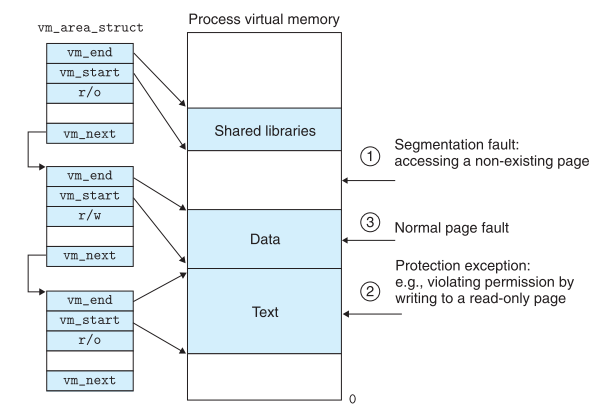 Process virtual memory
vm_area_struct
vm_end
vm_start
r/o
vm_next
vm_end
vm_start
r/w
vm_next
vm_end
vm_start
r/o
vm_next
Shared libraries
Data
Text
0
1
Segmentation fault:
accessing a non-existing page
3
Normal page fault
2
Protection exception:
e.g., violating permission by
writing to a read-only page